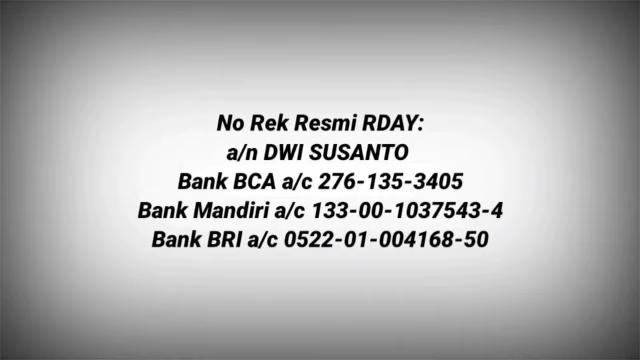 No Rek Resmi RDAY:
a/n DWI SUSANTO
Bank BCA a/c 276-135-3405
Bank Mandiri a/c 133-00-1037543-4
Bank BRI a/c 0522-01-004168-50